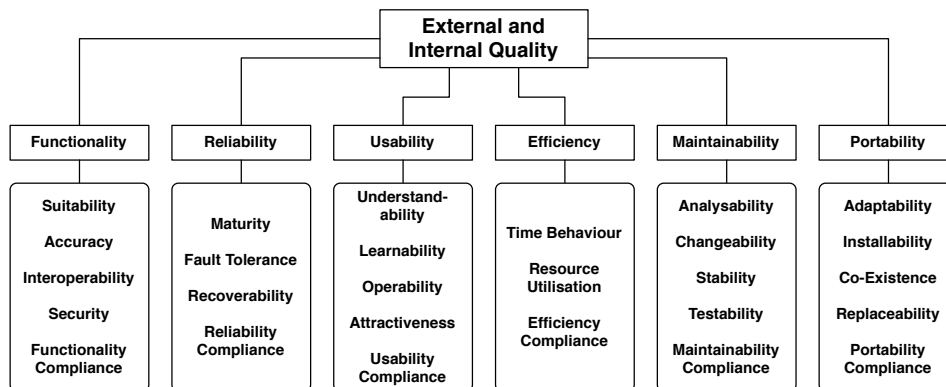 External and
Internal Quality
Functionality
Reliability
Usability
Efficiency
Maintainability
Portability
Suitability
Accuracy
Interoperability
Security
Functionality
Compliance
Maturity
Fault Tolerance
Recoverability
Reliability
Compliance
Understand-
ability
Learnability
Operability
Attractiveness
Usability
Compliance
Time Behaviour
Resource
Utilisation
Efficiency
Compliance
Analysability
Changeability
Stability
Testability
Maintainability
Compliance
Adaptability
Installability
Co-Existence
Replaceability
Portability
Compliance